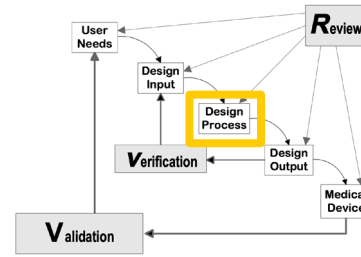 Review
User
Needs
Design
Input
Design
Process
Verification
Design
Output
Medica
Device
Validation